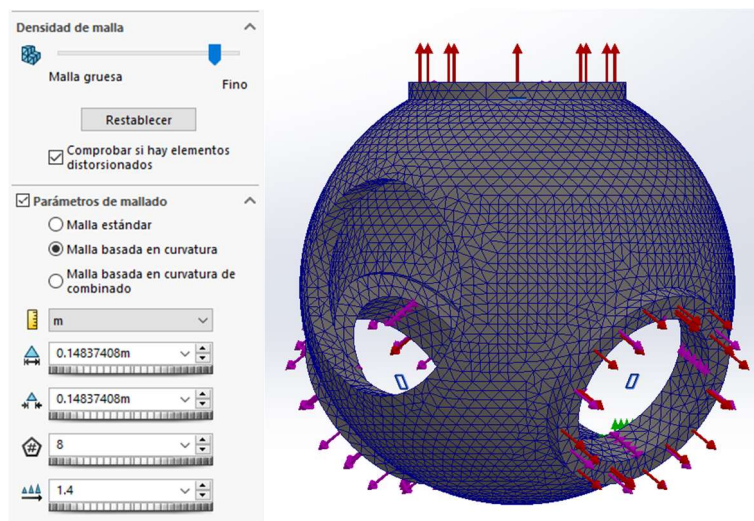 Densidad de malla
Malla gruesa
Fino
Restablecer
Comprobar si hay elementos
distorsionados
Parámetros de mallado
Malla estándar
Malla basada en curvatura
Malla basada en curvatura de
combinado
m
0.14837408m
0.14837408m
#
8
1.4